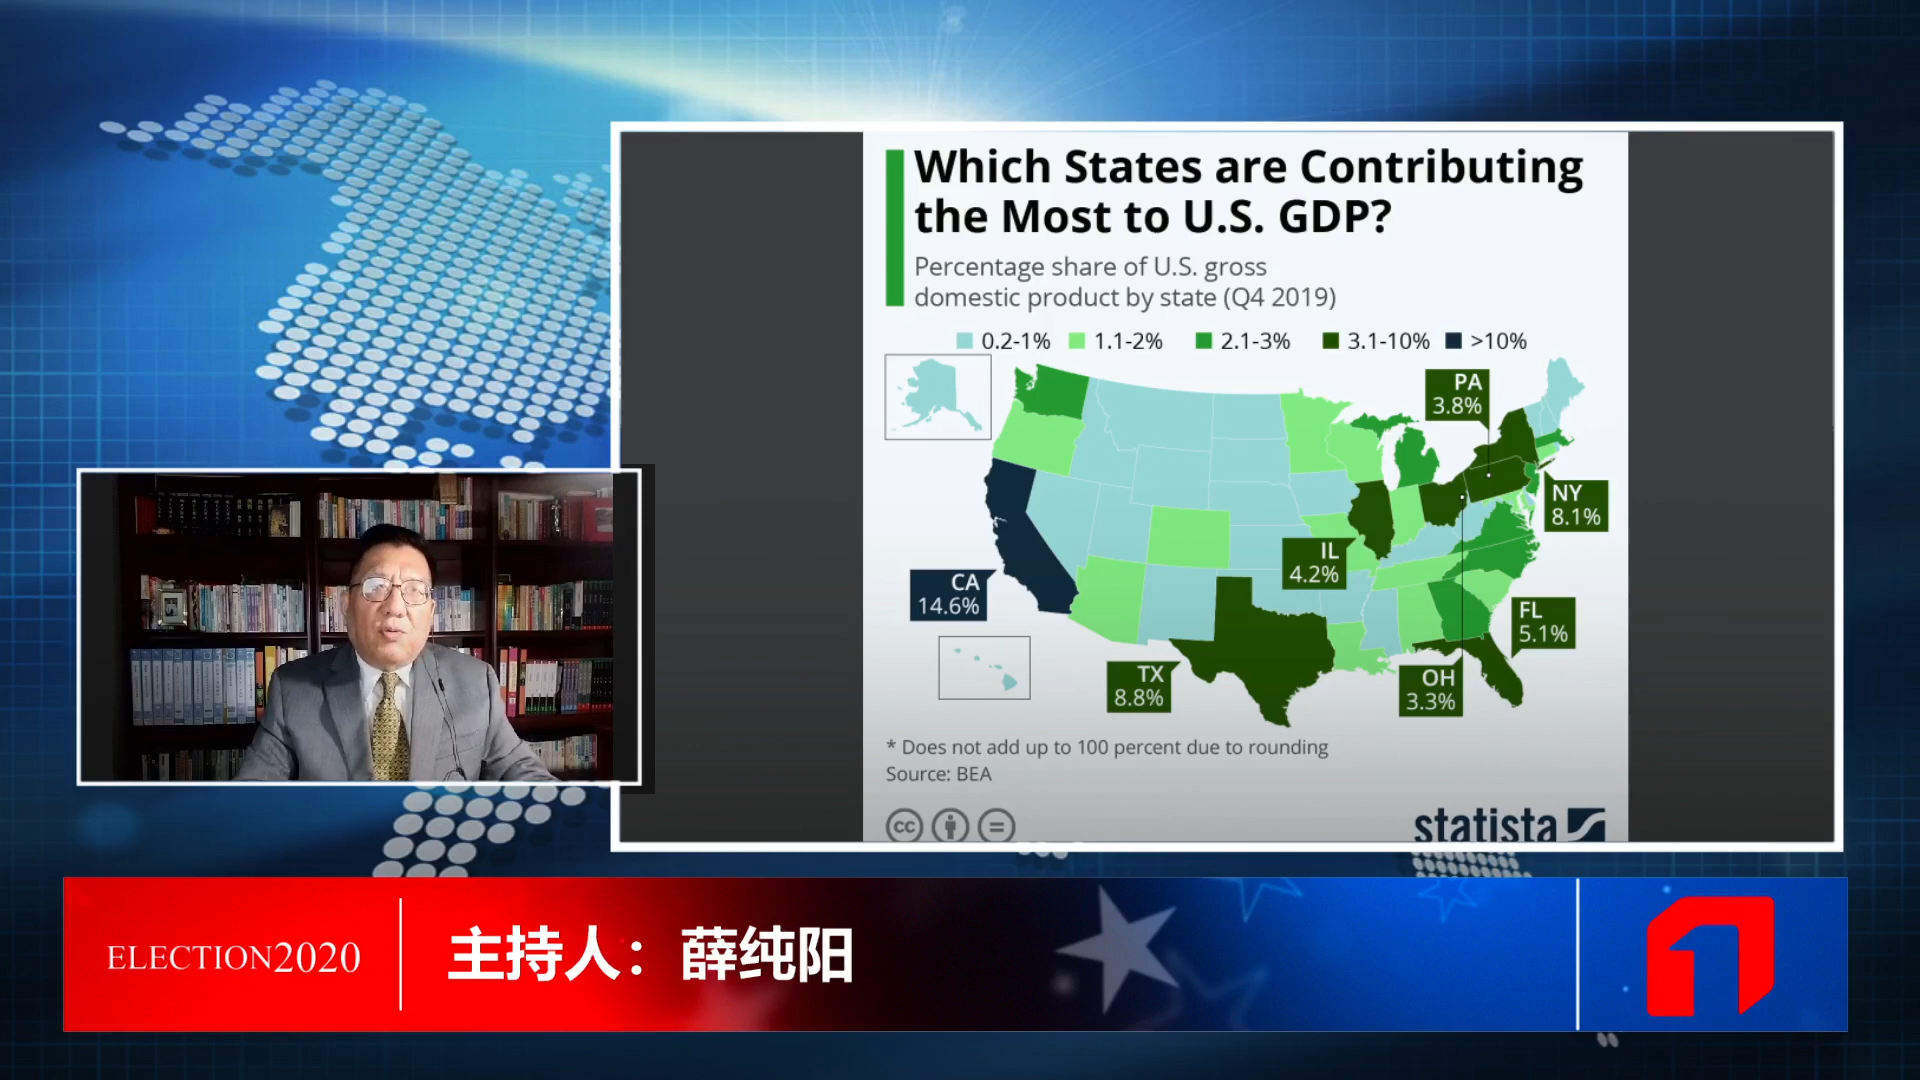 Which States are Contributing
the Most to U.S. GDP?
Percentage share of U.S. gross
domestic product by state (Q4 2019)
0.2-1% 1.1-2% 2.1-3% 3.1-10% >10%
PA
3.8%
NY
8.1%
IL
4.2%
CA
14.6%
FL
5.1%
TX
8.8%
OH
3.3%
* Does not add up to 100 percent due to rounding
Source: BEA
cc
statista
ELECTION2020
主持人：薛纯阳